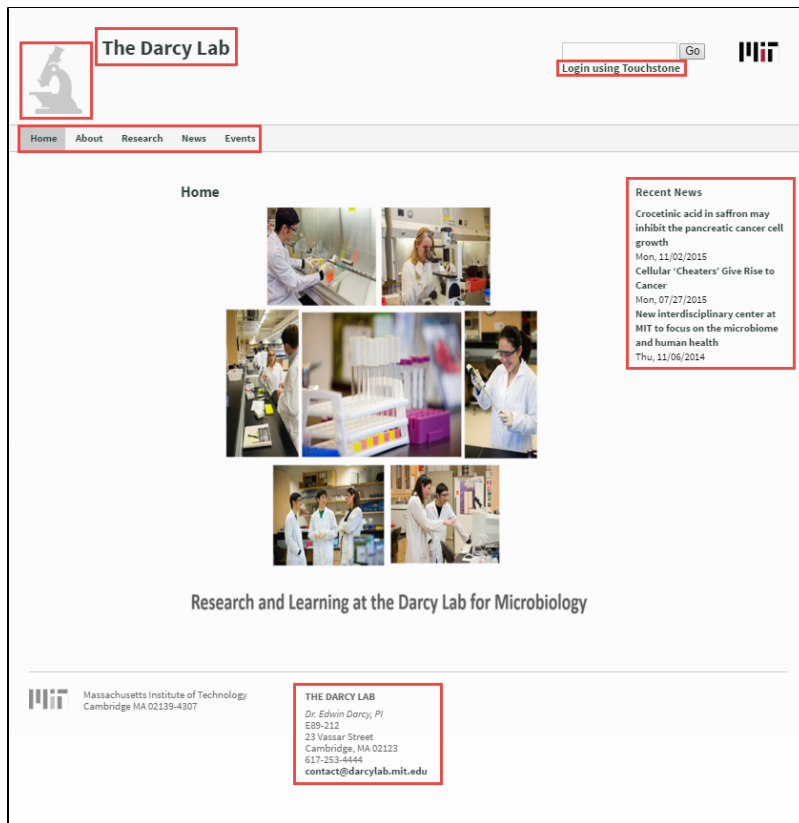 The Darcy Lab
Go
Login using Touchstone
MIT
Home About Research News Events
Home
Recent News
Crocetinic acid in saffron may
inhibit the pancreatic cancer cell
growth
Mon, 11/02/2015
Cellular ‘Cheaters’ Give Rise to
Cancer
Mon, 07/27/2015
New interdisciplinary center at
MIT to focus on the microbiome
and human health
Thu, 11/06/2014
Research and Learning at the Darcy Lab for Microbiology
MIT
Massachusetts Institute of Technology
Cambridge MA 02139-4307
THE DARCY LAB
Dr. Edwin Darcy, PI
E89-212
23 Vassar Street
Cambridge, MA 02123
617-253-4444
contact@darcylab.mit.edu